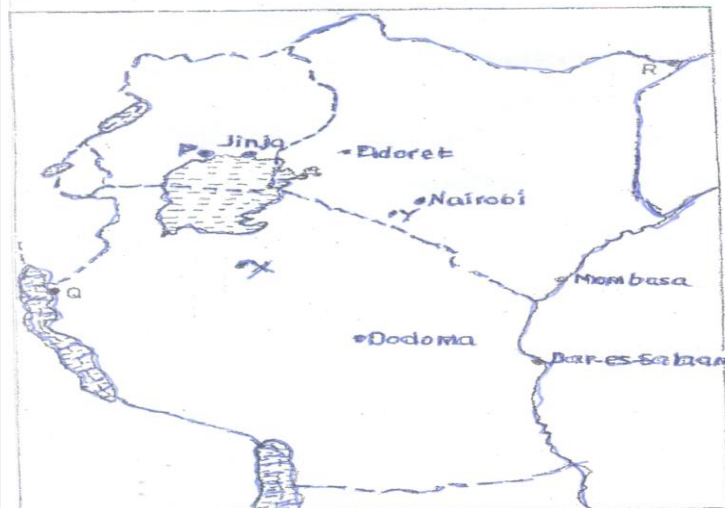 R
P Jinja
Eldoret
Nairobi
Y
X
Mombasa
Q
Dodoma
Dar-es-Salaam